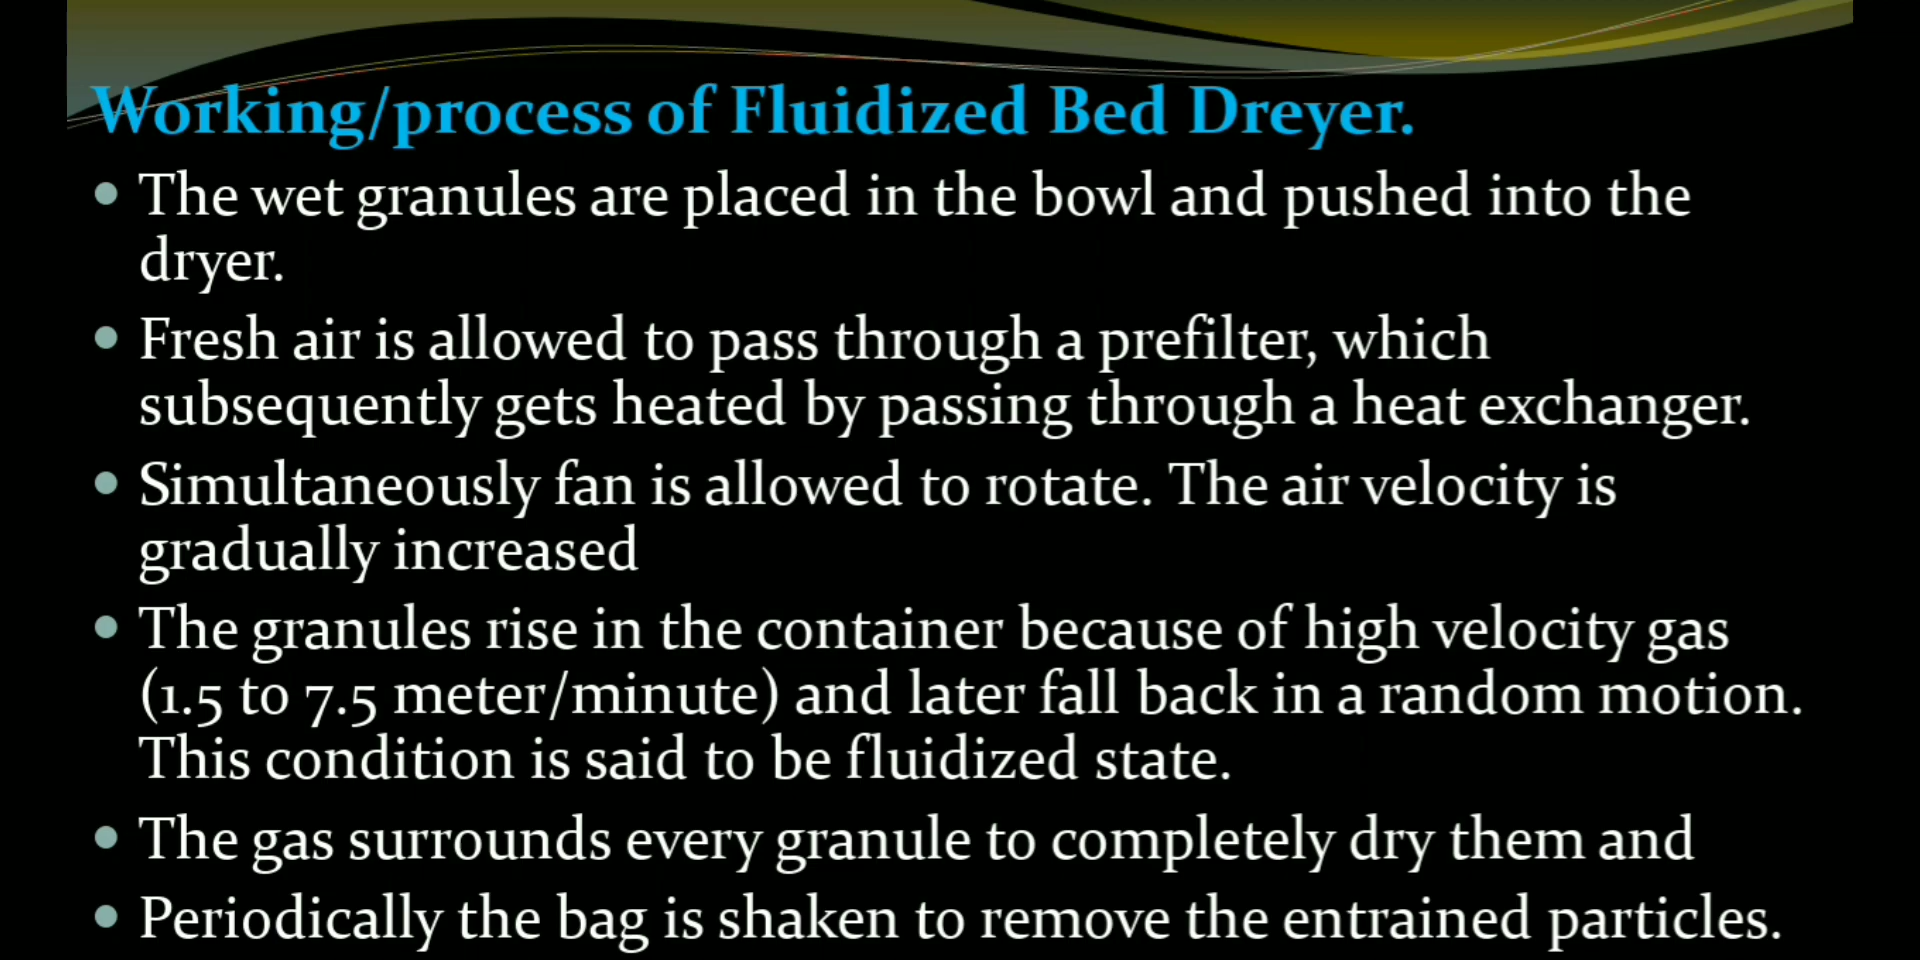 Working/process of Fluidized Bed Dreyer.
• The wet granules are placed in the bowl and pushed into the
dryer.
• Fresh air is allowed to pass through a prefilter, which
subsequently gets heated by passing through a heat exchanger.
• Simultaneously fan is allowed to rotate. The air velocity is
gradually increased
• The granules rise in the container because of high velocity gas
(1.5 to 7.5 meter/minute) and later fall back in a random motion.
This condition is said to be fluidized state.
• The gas surrounds every granule to completely dry them and
• Periodically the bag is shaken to remove the entrained particles.